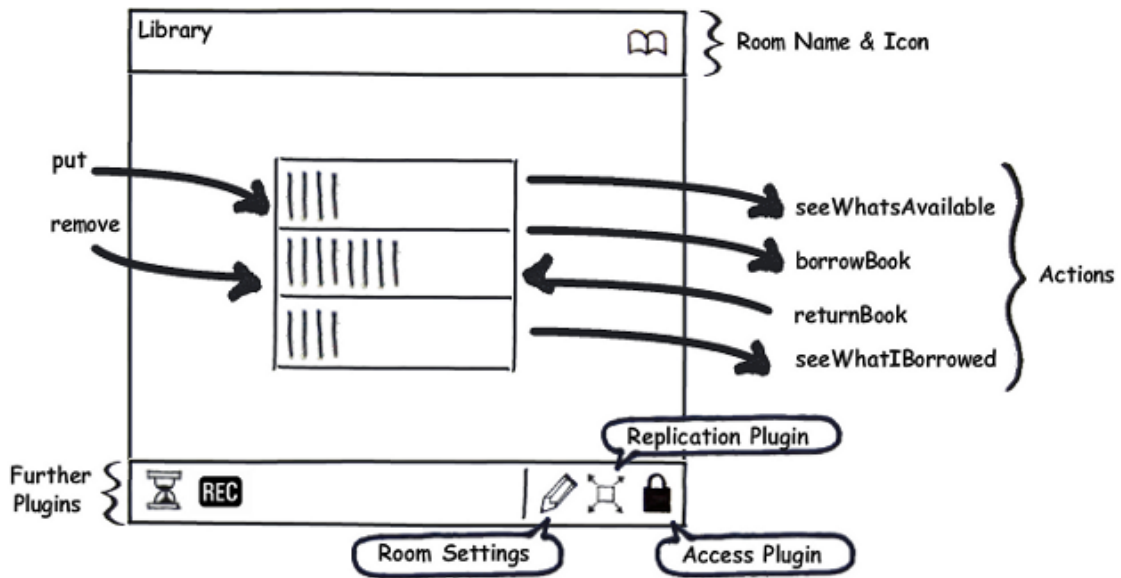 Library
Room Name & Icon
put
remove
seeWhatsAvailable
borrowBook
returnBook
seeWhatIBorrowed
Actions
Replication Plugin
Further
Plugins
REC
Room Settings
Access Plugin